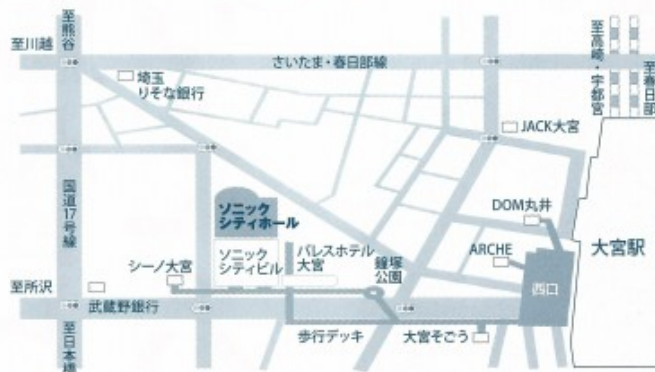 至熊谷
至川越
さいたま・春日部線
至高崎・宇都宮
至春日部
埼玉
りそな銀行
JACK大宮
国道17号線
ソニック
シティホール
DOM丸井
大宮駅
ソニック
シティビル
パレスホテル
大宮
鐘塚
公園
ARCHE
西口
シーノ大宮
至所沢
武蔵野銀行
歩行デッキ
大宮そごう
至日本橋